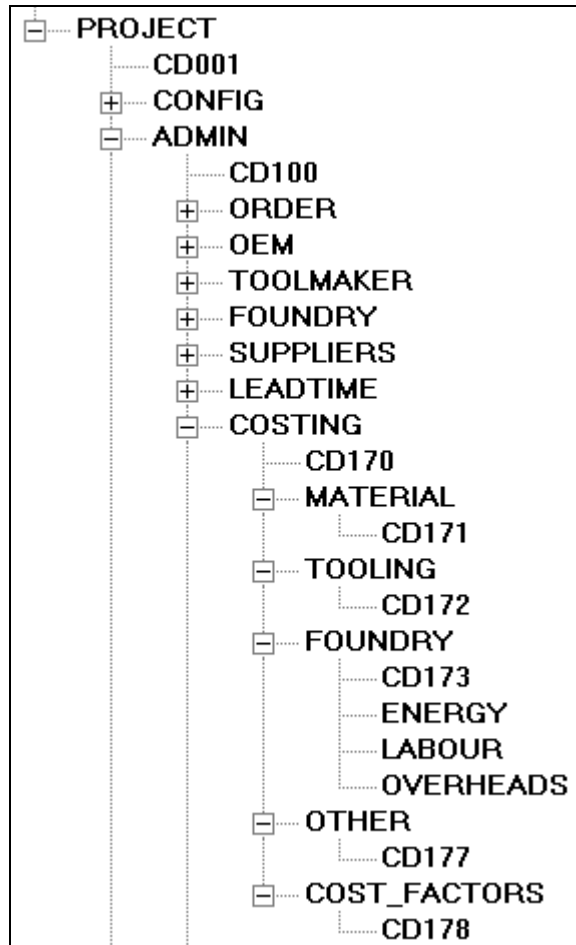 PROJECT
CD001
CONFIG
ADMIN
CD100
ORDER
OEM
TOOLMAKER
FOUNDRY
SUPPLIERS
LEADTIME
COSTING
CD170
MATERIAL
CD171
TOOLING
CD172
FOUNDRY
CD173
ENERGY
LABOUR
OVERHEADS
OTHER
CD177
COST_FACTORS
CD178